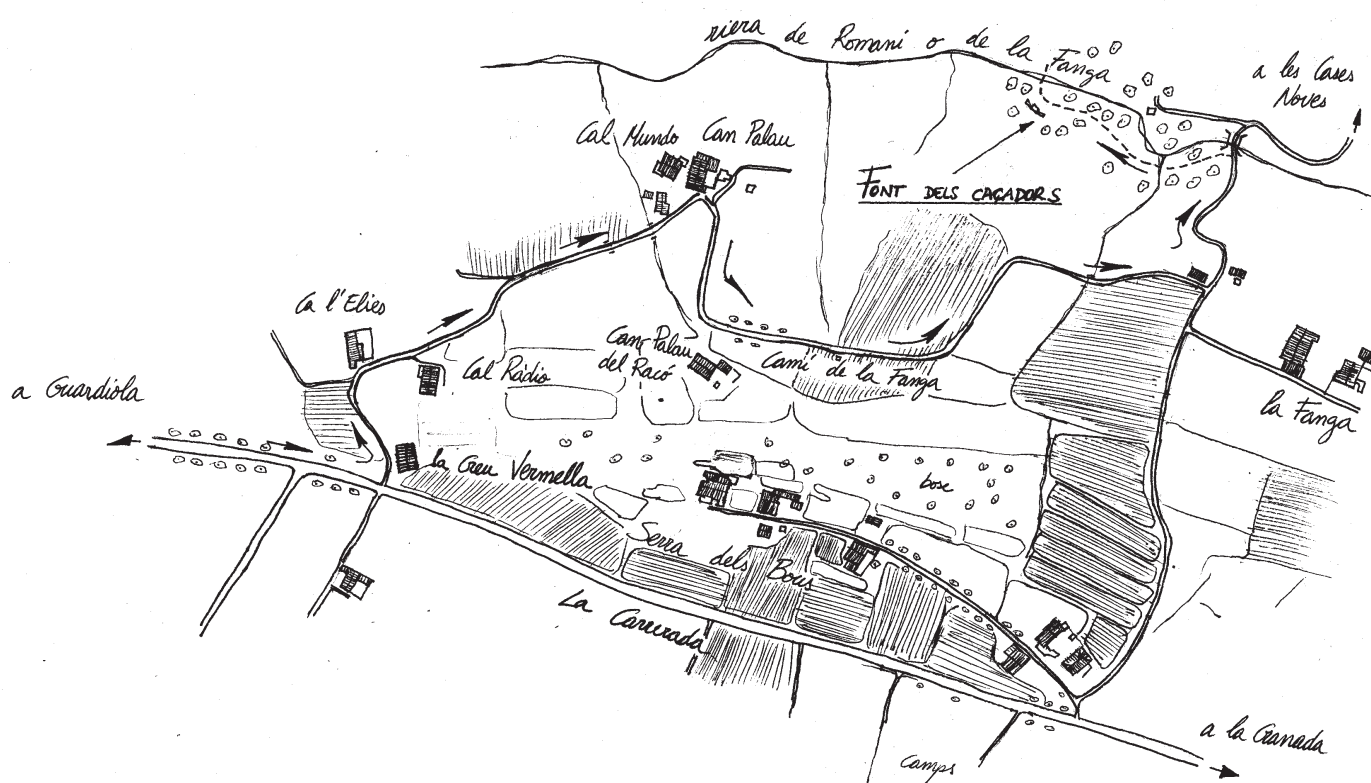 riera de Romaní o de la Fanga
a les Cases
Noves
Cal Mundo
Can Palau
FONT DELS CAÇADORS
Ca l'Elies
Cal Ràdio
Can Palau
del Racó
Camí de la Fanga
a Guardiola
la Fanga
la Creu Vermella
bosc
Serra dels Bous
La Carrerada
a la Granada
camps